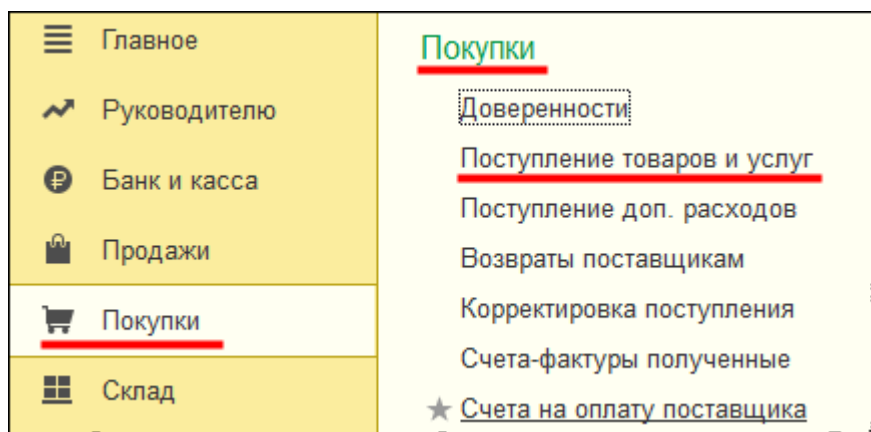 Главное
Руководителю
Банк и касса
Продажи
Покупки
Склад
Покупки
Доверенности
Поступление товаров и услуг
Поступление доп. расходов
Возвраты поставщикам
Корректировка поступления
Счета-фактуры полученные
Счета на оплату поставщика